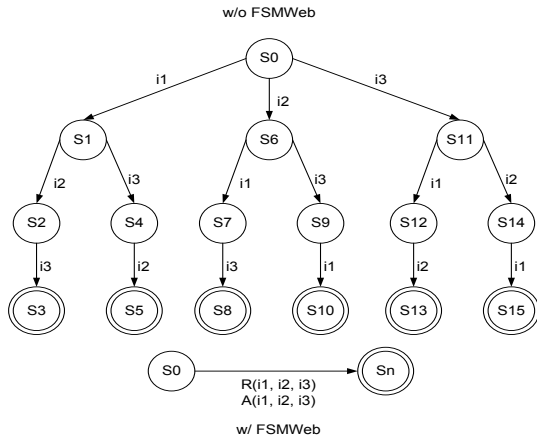 w/o FSMWeb
S0
i1
i2
i3
S1
S6
S11
i2
i3
i1
i3
i1
i2
S2
S4
S7
S9
S12
S14
i3
i2
i3
i1
i2
i1
S3
S5
S8
S10
S13
S15
S0
Sn
R(i1, i2, i3)
A(i1, i2, i3)
w/ FSMWeb